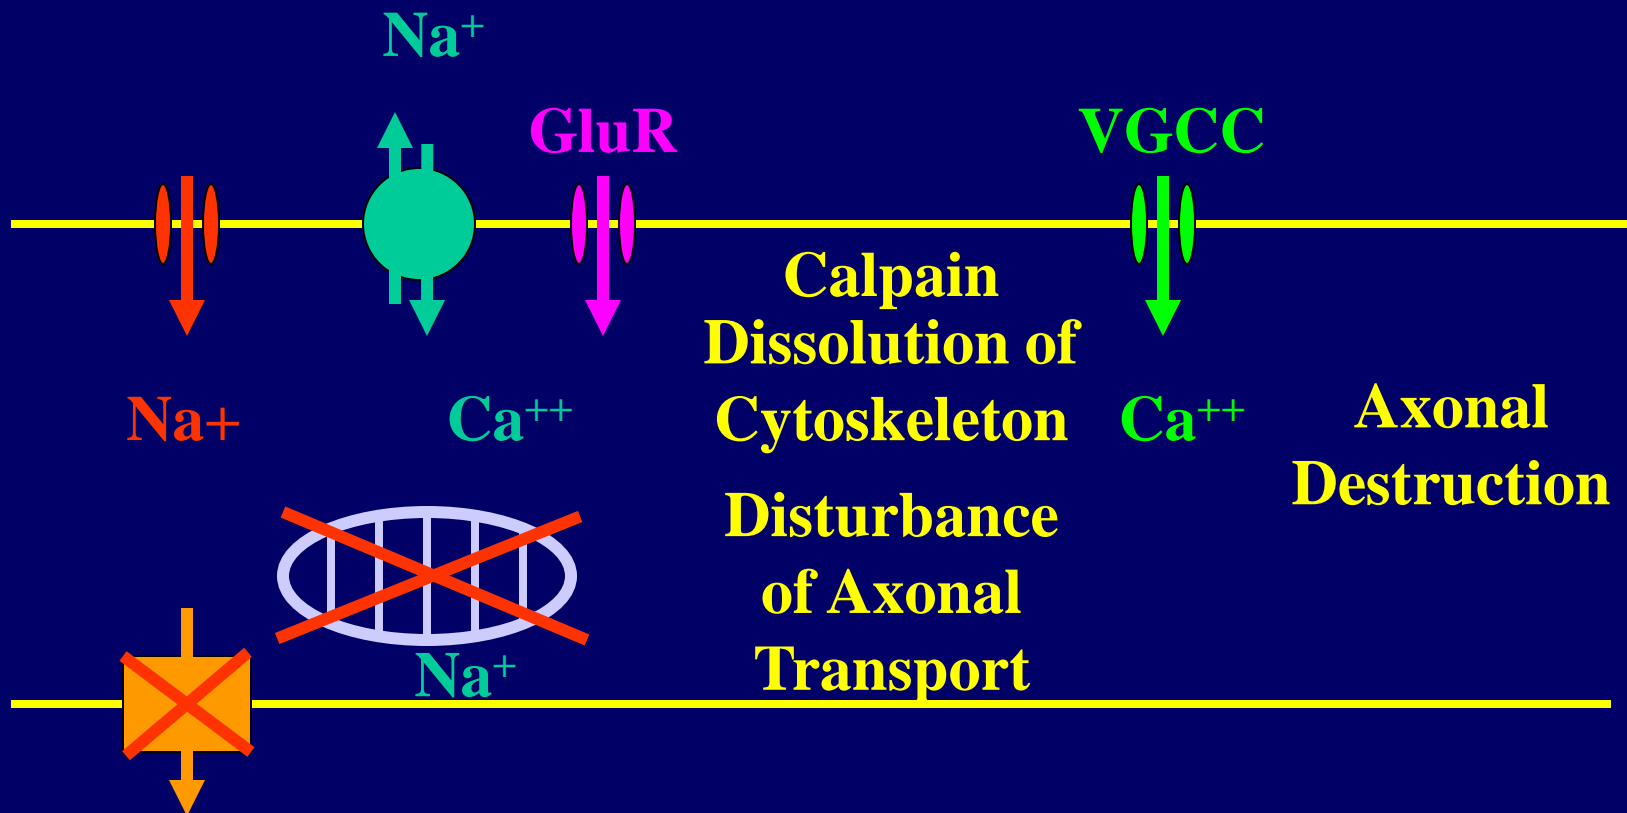 Na⁺
GluR
VGCC
Calpain
Dissolution of
Cytoskeleton
Na+
Ca⁺⁺
Ca⁺⁺
Axonal
Destruction
Disturbance
of Axonal
Transport
Na⁺